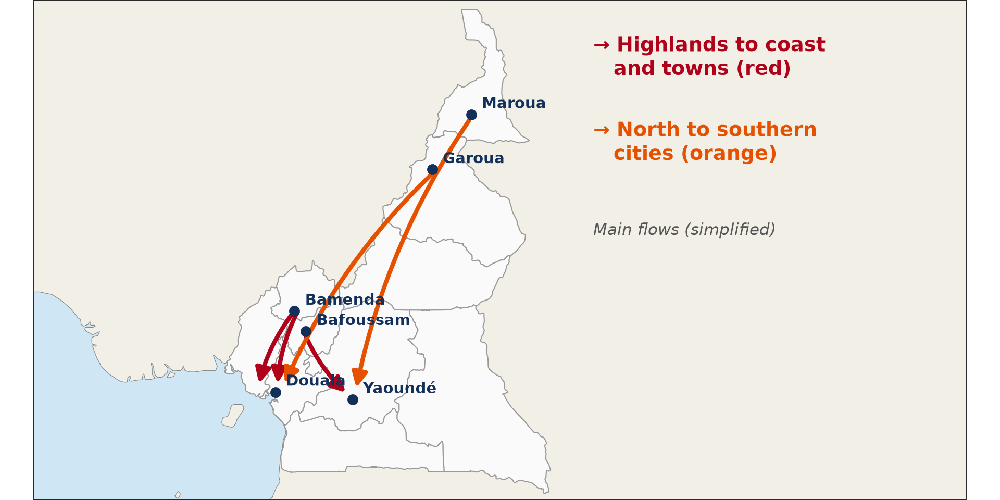 → Highlands to coast
and towns (red)
Maroua
→ North to southern
cities (orange)
Garoua
Main flows (simplified)
Bamenda
Bafoussam
Douala
Yaoundé